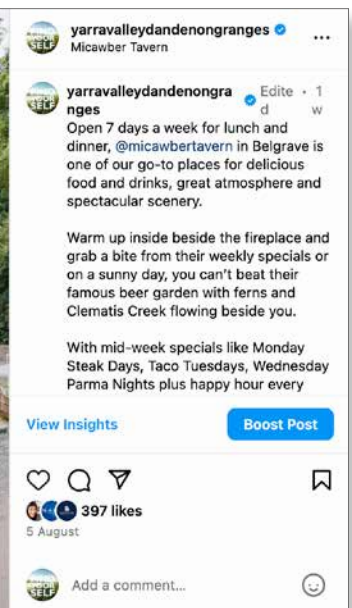 yarravalleydandenongranges
Micawber Tavern
yarravalleydandenongra Edite • 1
nges d w
Open 7 days a week for lunch and
dinner, @micawbertavern in Belgrave is
one of our go-to places for delicious
food and drinks, great atmosphere and
spectacular scenery.
Warm up inside beside the fireplace and
grab a bite from their weekly specials or
on a sunny day, you can’t beat their
famous beer garden with ferns and
Clematis Creek flowing beside you.
With mid-week specials like Monday
Steak Days, Taco Tuesdays, Wednesday
Parma Nights plus happy hour every
View Insights
Boost Post
397 likes
5 August
Add a comment...